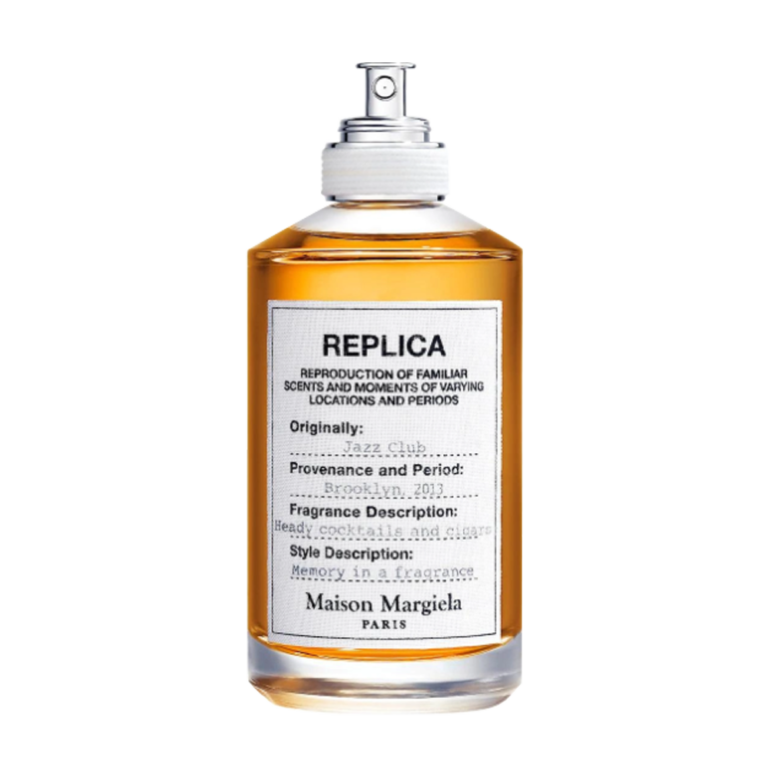 REPLICA
REPRODUCTION OF FAMILIAR
SCENTS AND MOMENTS OF VARYING
LOCATIONS AND PERIODS
Originally:
Jazz Club
Provenance and Period:
Brooklyn, 2013
Fragrance Description:
Heady cocktails and cigars
Style Description:
Memory in a fragrance
Maison Margiela
PARIS